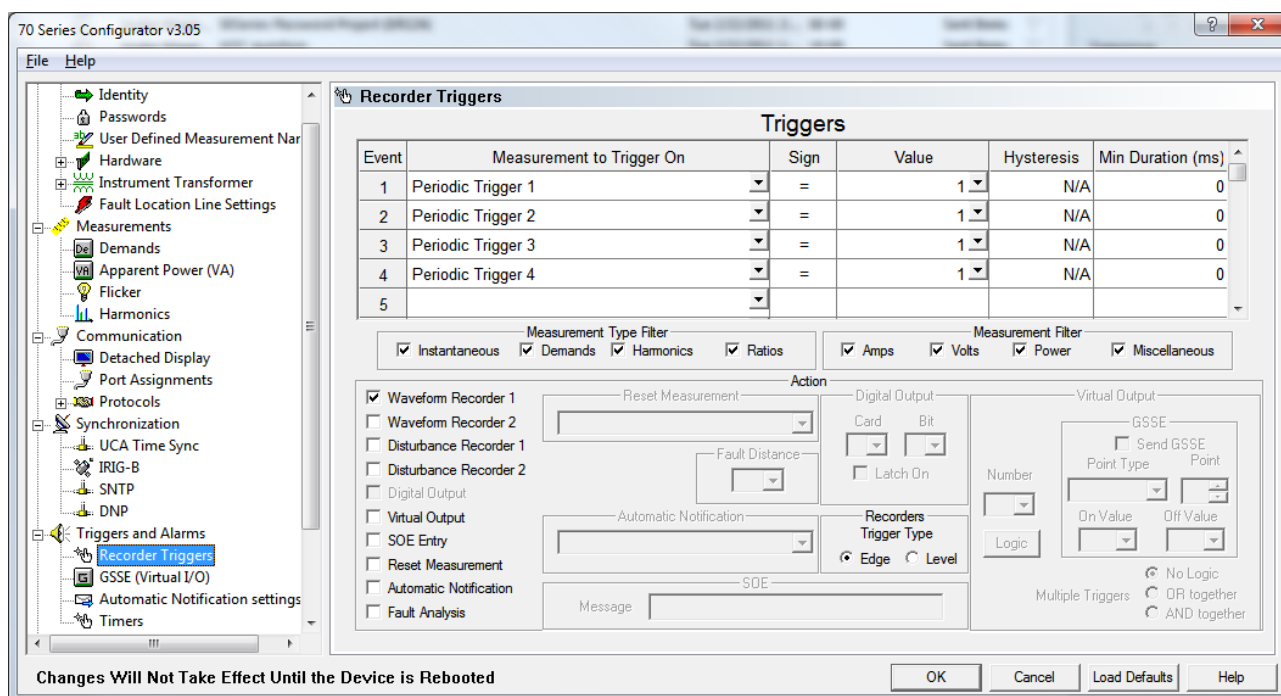 70 Series Configurator v3.05
File Help
Identity
Passwords
User Defined Measurement Nar
Hardware
Instrument Transformer
Fault Location Line Settings
Measurements
De Demands
VA Apparent Power (VA)
Flicker
Harmonics
Communication
Detached Display
Port Assignments
Protocols
Synchronization
UCA Time Sync
IRIG-B
SNTP
DNP
Triggers and Alarms
Recorder Triggers
G GSSE (Virtual I/O)
Automatic Notification settings
Timers
Recorder Triggers
Triggers
Event Measurement to Trigger On Sign Value Hysteresis Min Duration (ms)
1 Periodic Trigger 1 = 1 N/A 0
2 Periodic Trigger 2 = 1 N/A 0
3 Periodic Trigger 3 = 1 N/A 0
4 Periodic Trigger 4 = 1 N/A 0
5
Measurement Type Filter
Instantaneous Demands Harmonics Ratios
Measurement Filter
Amps Volts Power Miscellaneous
Action
Waveform Recorder 1
Waveform Recorder 2
Disturbance Recorder 1
Disturbance Recorder 2
Digital Output
Virtual Output
SOE Entry
Reset Measurement
Automatic Notification
Fault Analysis
Reset Measurement
Fault Distance
Automatic Notification
SOE
Message
Digital Output
Card Bit
Latch On
Recorders
Trigger Type
Edge Level
Virtual Output
Number
Logic
GSSE
Send GSSE
Point Type Point
On Value Off Value
Multiple Triggers
No Logic
OR together
AND together
Changes Will Not Take Effect Until the Device is Rebooted
OK Cancel Load Defaults Help